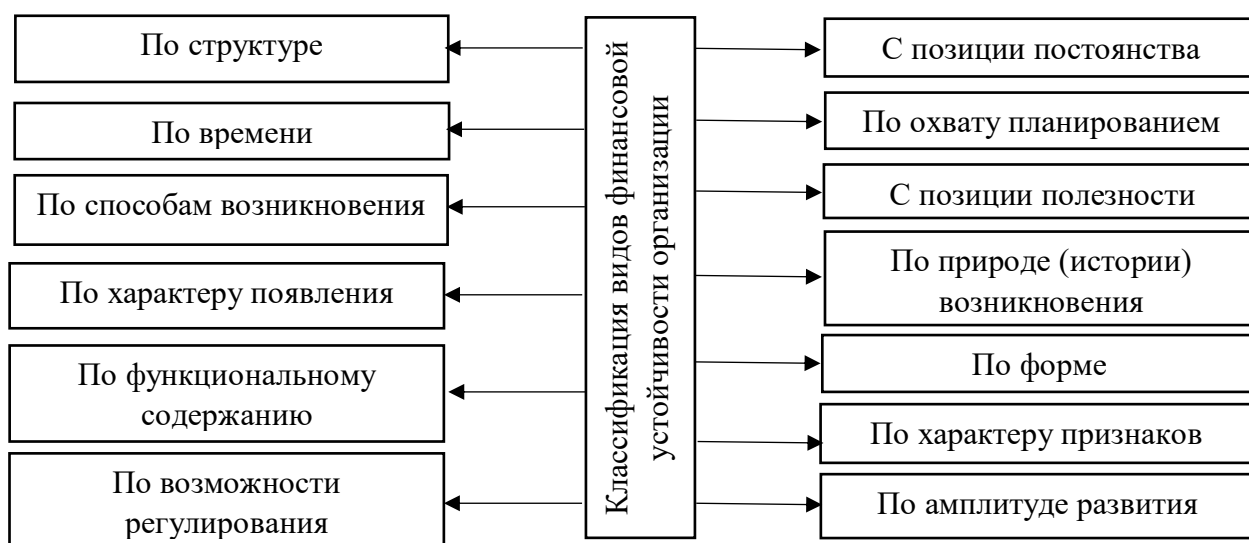 По структуре
По времени
По способам возникновения
По характеру появления
По функциональному
содержанию
По возможности
регулирования
Классификация видов финансовой
устойчивости организации
С позиции постоянства
По охвату планированием
С позиции полезности
По природе (истории)
возникновения
По форме
По характеру признаков
По амплитуде развития